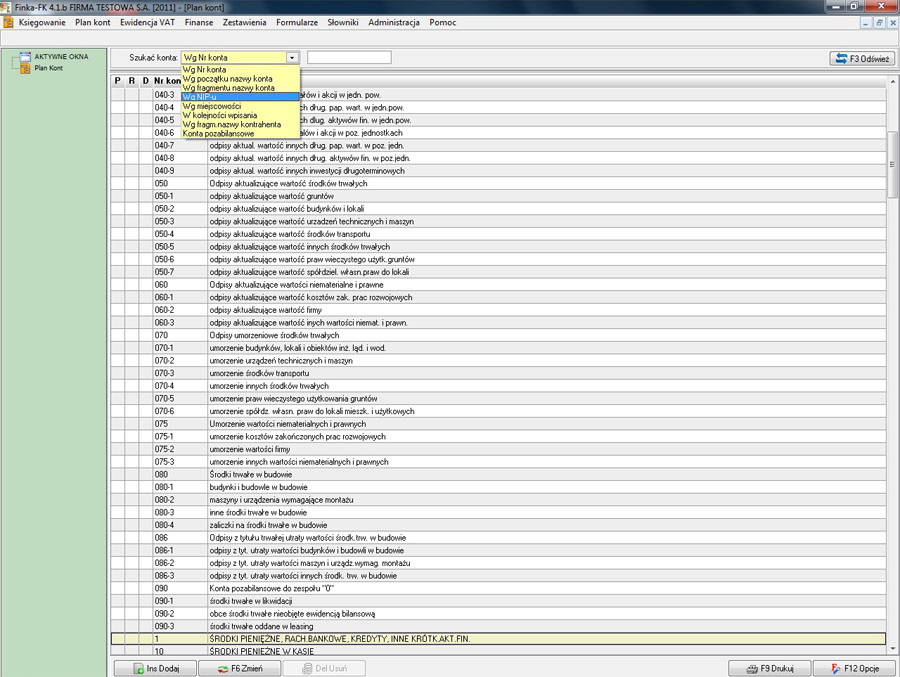 Finka-FK 4.1.b FIRMA TESTOWA S.A. [2011] - [Plan kont]
Księgowanie Plan kont Ewidencja VAT Finanse Zestawienia Formularze Słowniki Administracja Pomoc
AKTYWNE OKNA
Plan Kont
Szukać konta: Wg Nr konta
F3 Odśwież
Wg Nr konta
Wg początku nazwy konta
Wg fragmentu nazwy konta
Wg NIP-u
Wg miejscowości
W kolejności wpisania
Wg fragm.nazwy kontrahenta
Konta pozabilansowe
P R D Nr kon
040-3 ałów i akcji w jedn. pow.
040-4 ch dług. pap. wart. w jedn.pow.
040-5 ch dlug. aktywów fin. w jedn.pow.
040-6 ałów i akcji w poz. jednostkach
040-7 odpisy aktual. wartość innych dług. pap. wart. w poz. jedn.
040-8 odpisy aktual. wartość innych dług. aktywów fin. w poz.jedn.
040-9 odpisy aktual. wartość innych inwestycji długoterminowych
050 Odpisy aktualizujące wartość środków trwałych
050-1 odpisy aktualizujące wartość gruntów
050-2 odpisy aktualizujące wartość budynków i lokali
050-3 odpisy aktualizujące wartość urzadzeń technicznych i maszyn
050-4 odpisy aktualizujące wartość środków transportu
050-5 odpisy aktualizujące wartość innych środków trwałych
050-6 odpisy aktualizujące wartość praw wieczystego użytk.gruntów
050-7 odpisy aktualizujące wartość spółdziel. własn.praw do lokali
060 Odpisy aktualizujące wartości niematerialne i prawne
060-1 odpisy aktualizujące wartość kosztów zak. prac rozwojowych
060-2 odpisy aktualizujące wartość firmy
060-3 odpisy aktualizujące wartość inych wartości niemat. i prawn.
070 Odpisy umorzeniowe środków trwałych
070-1 umorzenie budynków, lokali i obiektów inż. ląd. i wod.
070-2 umorzenie urządzeń technicznych i maszyn
070-3 umorzenie środków transportu
070-4 umorzenie innych środków trwałych
070-5 umorzenie praw wieczystego użytkowania gruntów
070-6 umorzenie spółdz. własn. praw do lokali mieszk. i użytkowych
075 Umorzenie wartości niematerialnych i prawnych
075-1 umorzenie kosztów zakończonych prac rozwojowych
075-2 umorzenie wartości firmy
075-3 umorzenie innych wartości niematerialnych i prawnych
080 Środki trwałe w budowie
080-1 budynki i budowle w budowie
080-2 maszyny i urządzenia wymagające montażu
080-3 inne środki trwałe w budowie
080-4 zaliczki na środki trwałe w budowie
086 Odpisy z tytułu trwałej utraty wartości środk.trw. w budowie
086-1 odpisy z tyt. utraty wartości budynków i budowli w budowie
086-2 odpisy z tyt. utraty wartości maszyn i urządz.wymag. montażu
086-3 odpisy z tyt. utraty wartości innych środk. trw. w budowie
090 Konta pozabilansowe do zespołu "0"
090-1 środki trwałe w likwidacji
090-2 obce środki trwałe nieobjęte ewidencją bilansową
090-3 środki trwałe oddane w leasing
1 ŚRODKI PIENIĘŻNE, RACH.BANKOWE, KREDYTY, INNE KRÓTK.AKT.FIN.
10 ŚRODKI PIENIĘŻNE W KASIE
Ins Dodaj F6 Zmień Del Usuń F9 Drukuj F12 Opcje